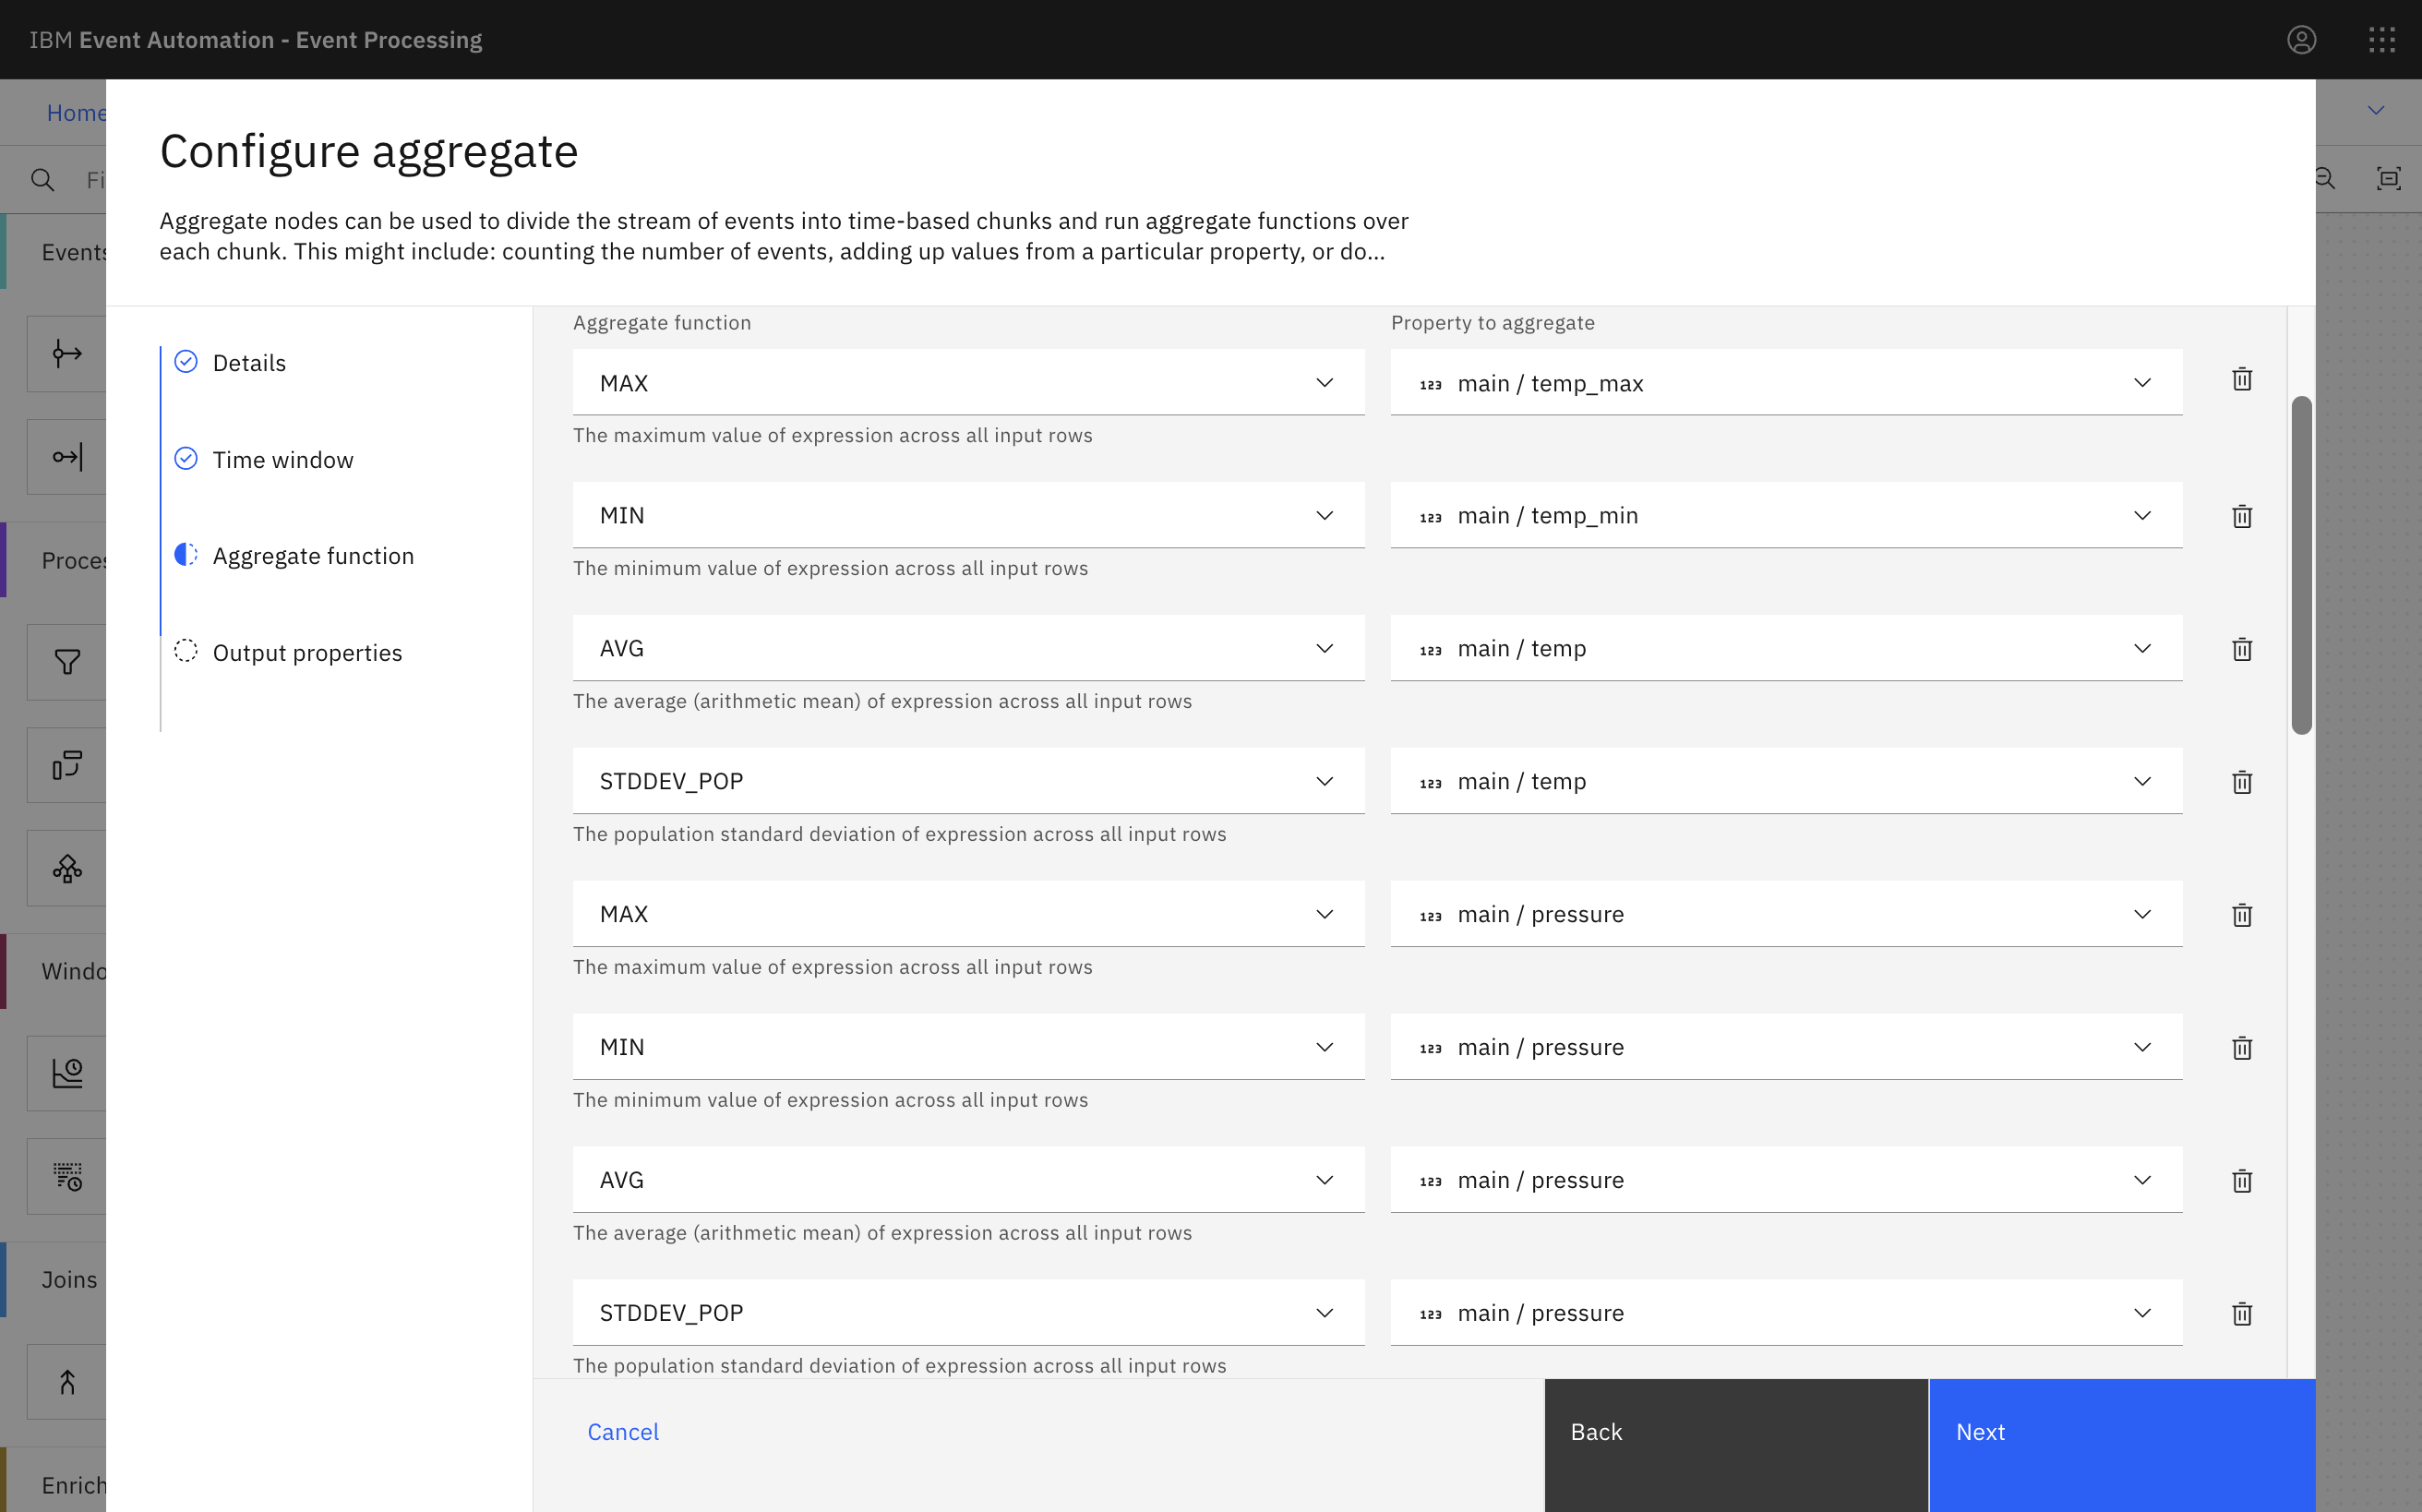 IBM Event Automation - Event Processing
Home
Fi
Configure aggregate
Aggregate nodes can be used to divide the stream of events into time-based chunks and run aggregate functions over
each chunk. This might include: counting the number of events, adding up values from a particular property, or do...
Events
Proces
Windo
Joins
Enrich
Details
Time window
Aggregate function
Output properties
Aggregate function Property to aggregate
MAX 123 main / temp_max
The maximum value of expression across all input rows
MIN 123 main / temp_min
The minimum value of expression across all input rows
AVG 123 main / temp
The average (arithmetic mean) of expression across all input rows
STDDEV_POP 123 main / temp
The population standard deviation of expression across all input rows
MAX 123 main / pressure
The maximum value of expression across all input rows
MIN 123 main / pressure
The minimum value of expression across all input rows
AVG 123 main / pressure
The average (arithmetic mean) of expression across all input rows
STDDEV_POP 123 main / pressure
The population standard deviation of expression across all input rows
Cancel Back Next